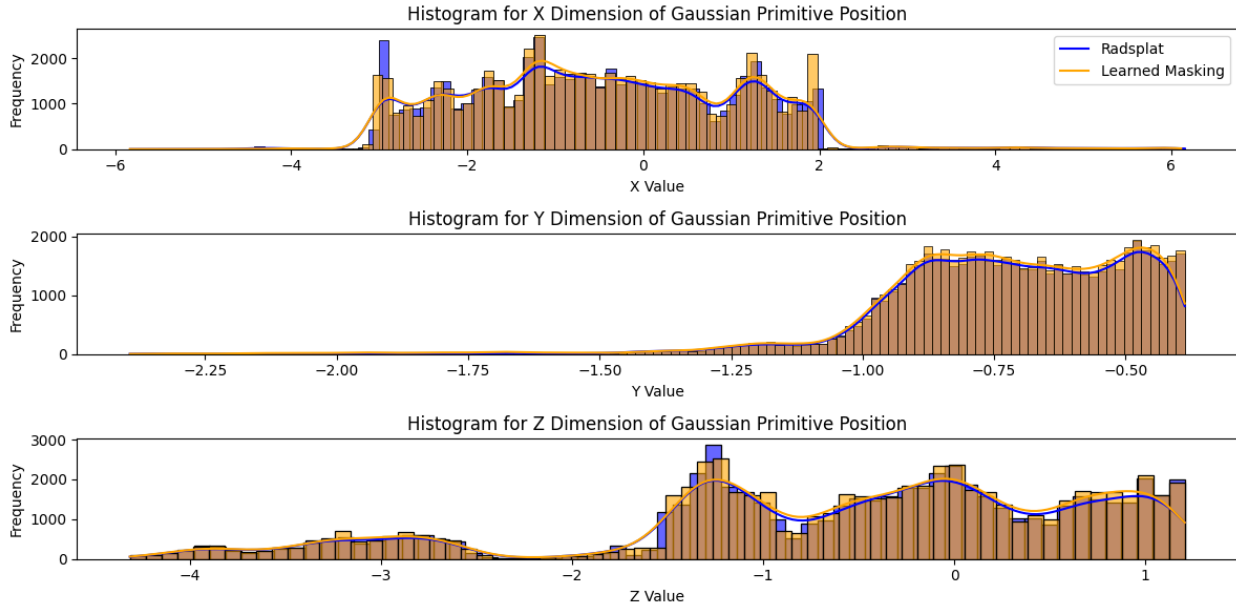 Histogram for X Dimension of Gaussian Primitive Position
Frequency
2000
1000
0
Radsplat
Learned Masking
−6 −4 −2 0 2 4 6
X Value
Histogram for Y Dimension of Gaussian Primitive Position
Frequency
2000
1000
0
−2.25 −2.00 −1.75 −1.50 −1.25 −1.00 −0.75 −0.50
Y Value
Histogram for Z Dimension of Gaussian Primitive Position
Frequency
3000
2000
1000
0
−4 −3 −2 −1 0 1
Z Value